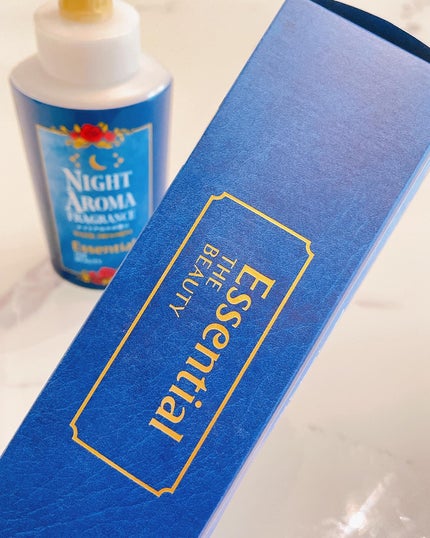 Essential
THE
BEAUTY
NIGHT
AROMA
FRAGRANCE
Essential